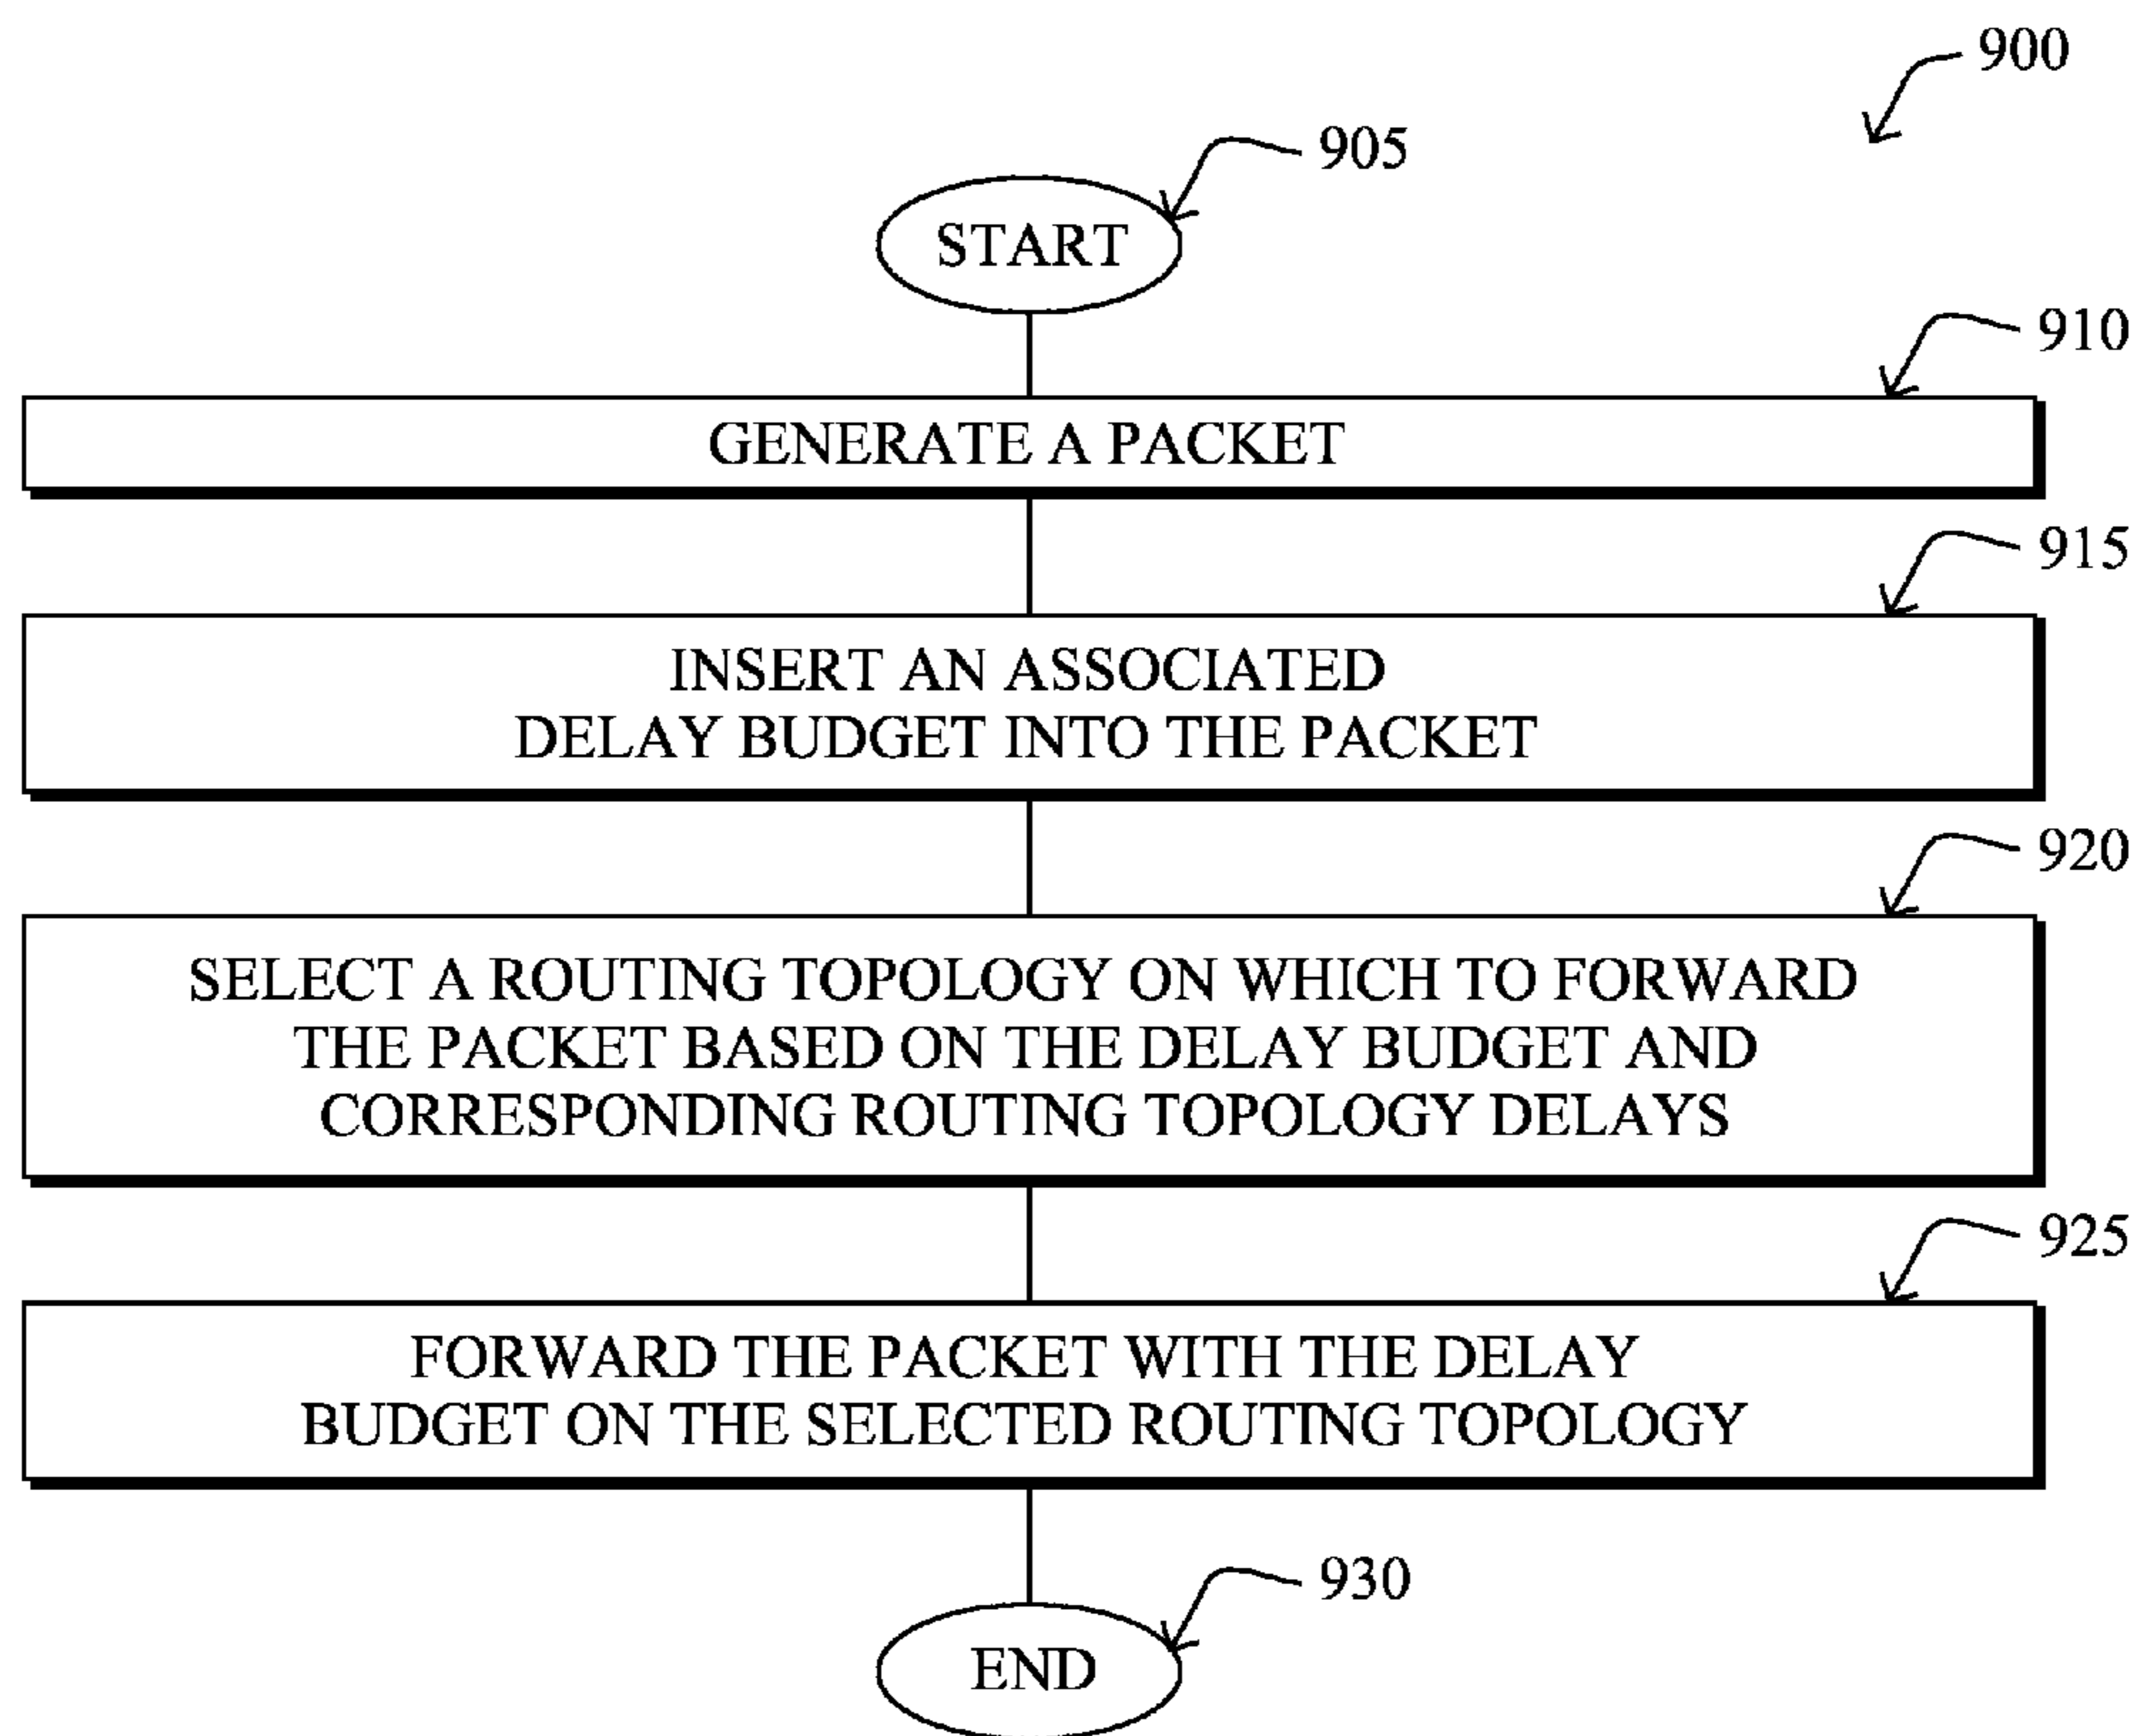 900
905
START
910
GENERATE A PACKET
915
INSERT AN ASSOCIATED
DELAY BUDGET INTO THE PACKET
920
SELECT A ROUTING TOPOLOGY ON WHICH TO FORWARD
THE PACKET BASED ON THE DELAY BUDGET AND
CORRESPONDING ROUTING TOPOLOGY DELAYS
925
FORWARD THE PACKET WITH THE DELAY
BUDGET ON THE SELECTED ROUTING TOPOLOGY
930
END